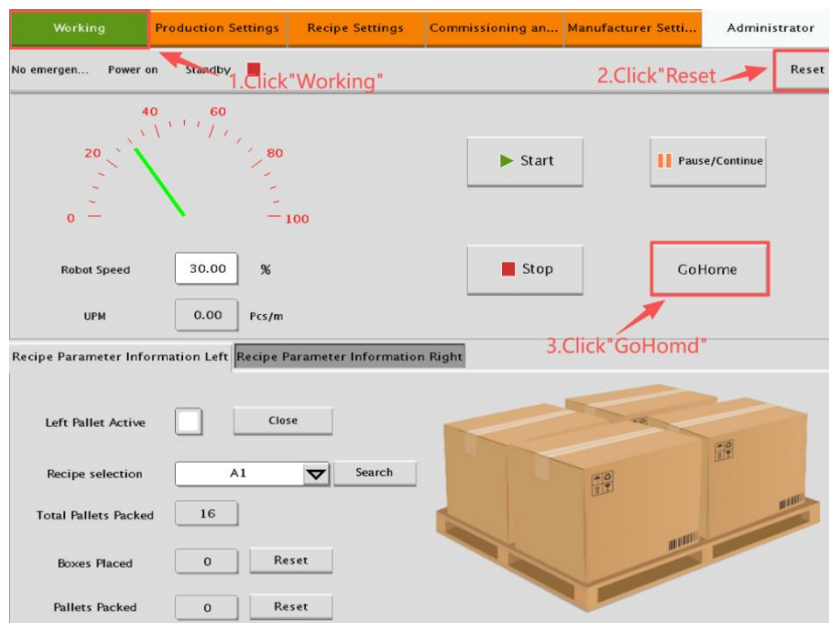 Working Production Settings Recipe Settings Commissioning an... Manufacturer Setti... Administrator
No emergen... Power on Standby Reset
1.Click"Working"
2.Click"Reset
40 60
20 80
0 100
Start Pause/Continue
Robot Speed 30.00 %
Stop GoHome
UPM 0.00 Pcs/m
3.Click"GoHomd"
Recipe Parameter Information Left Recipe Parameter Information Right
Left Pallet Active Close
Recipe selection A1 Search
Total Pallets Packed 16
Boxes Placed 0 Reset
Pallets Packed 0 Reset